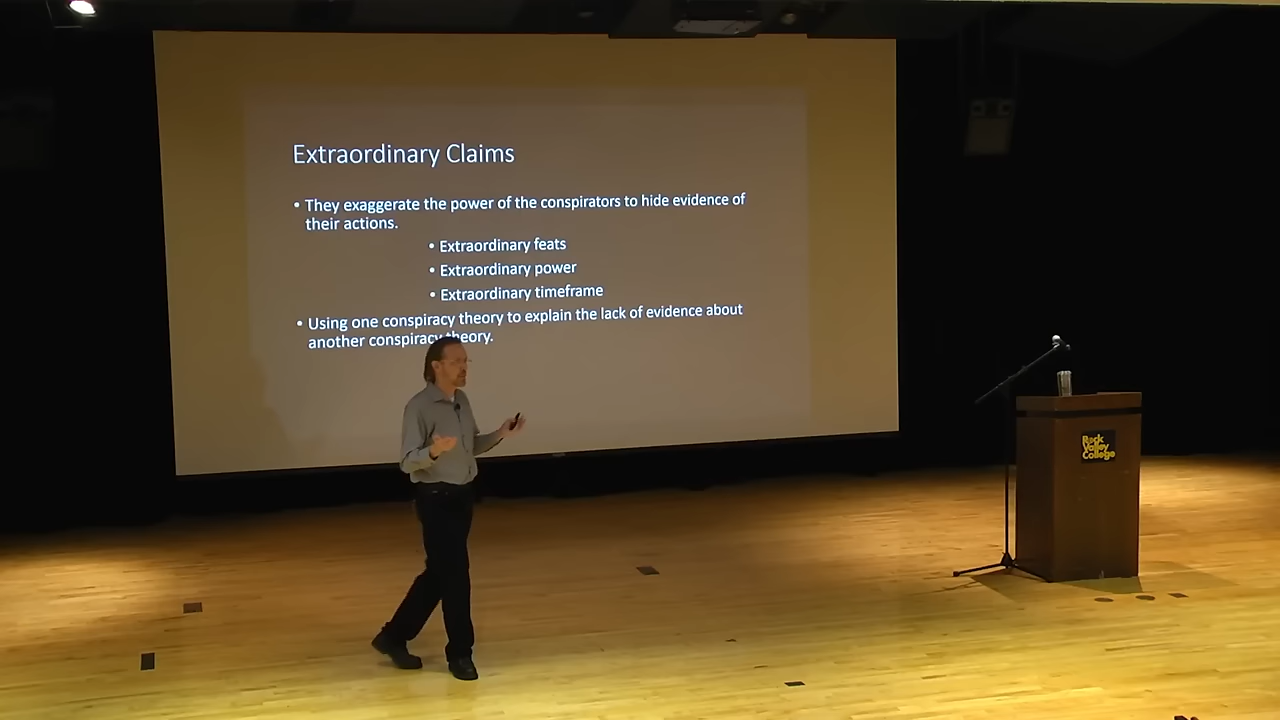 Extraordinary Claims
• They exaggerate the power of the conspirators to hide evidence of
their actions.
• Extraordinary feats
• Extraordinary power
• Extraordinary timeframe
• Using one conspiracy theory to explain the lack of evidence about
another conspiracy theory.
Rock
Valley
College